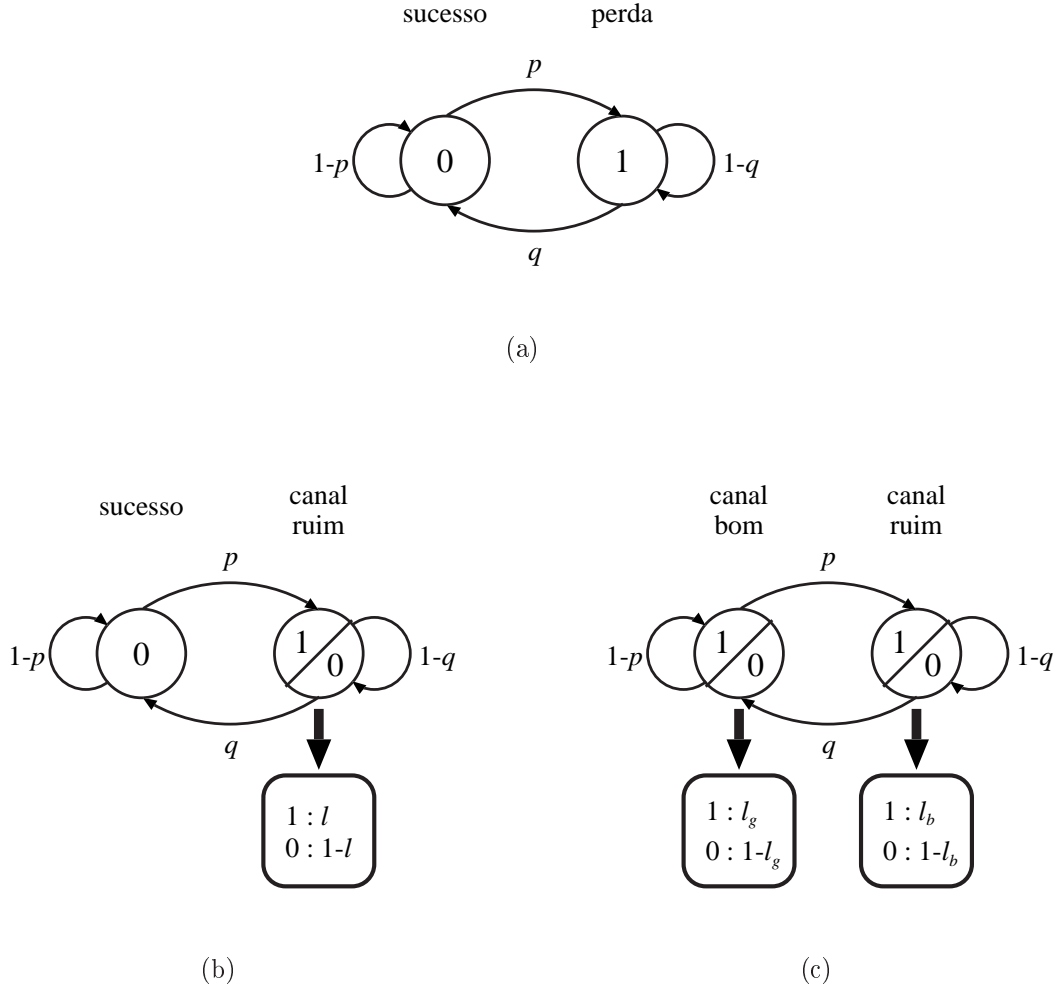 sucesso perda
p
1-p 0 1 1-q
q
(a)
sucesso
canal
ruim
p
1-p 0 1 0 1-q
q
1 : l
0 : 1-l
(b)
canal
bom
canal
ruim
p
1-p 1 0 1 0 1-q
q
1 : l_g
0 : 1-l_g
1 : l_b
0 : 1-l_b
(c)